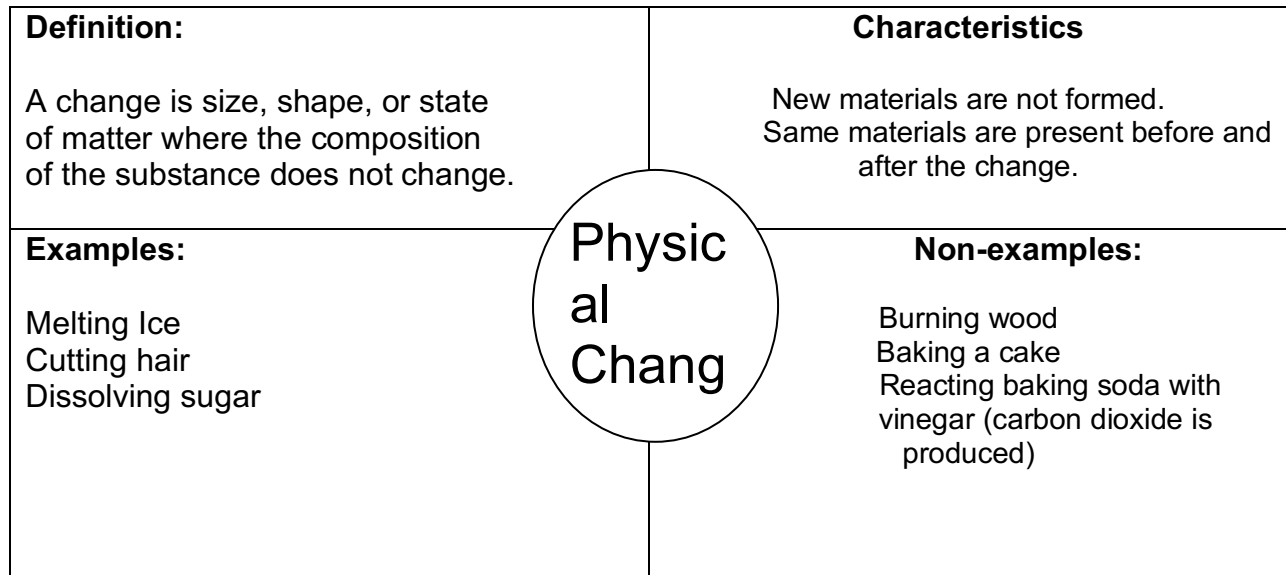 Definition:
A change is size, shape, or state
of matter where the composition
of the substance does not change.
Characteristics
New materials are not formed.
Same materials are present before and
after the change.
Physic
al
Chang
Examples:
Melting Ice
Cutting hair
Dissolving sugar
Non-examples:
Burning wood
Baking a cake
Reacting baking soda with
vinegar (carbon dioxide is
produced)